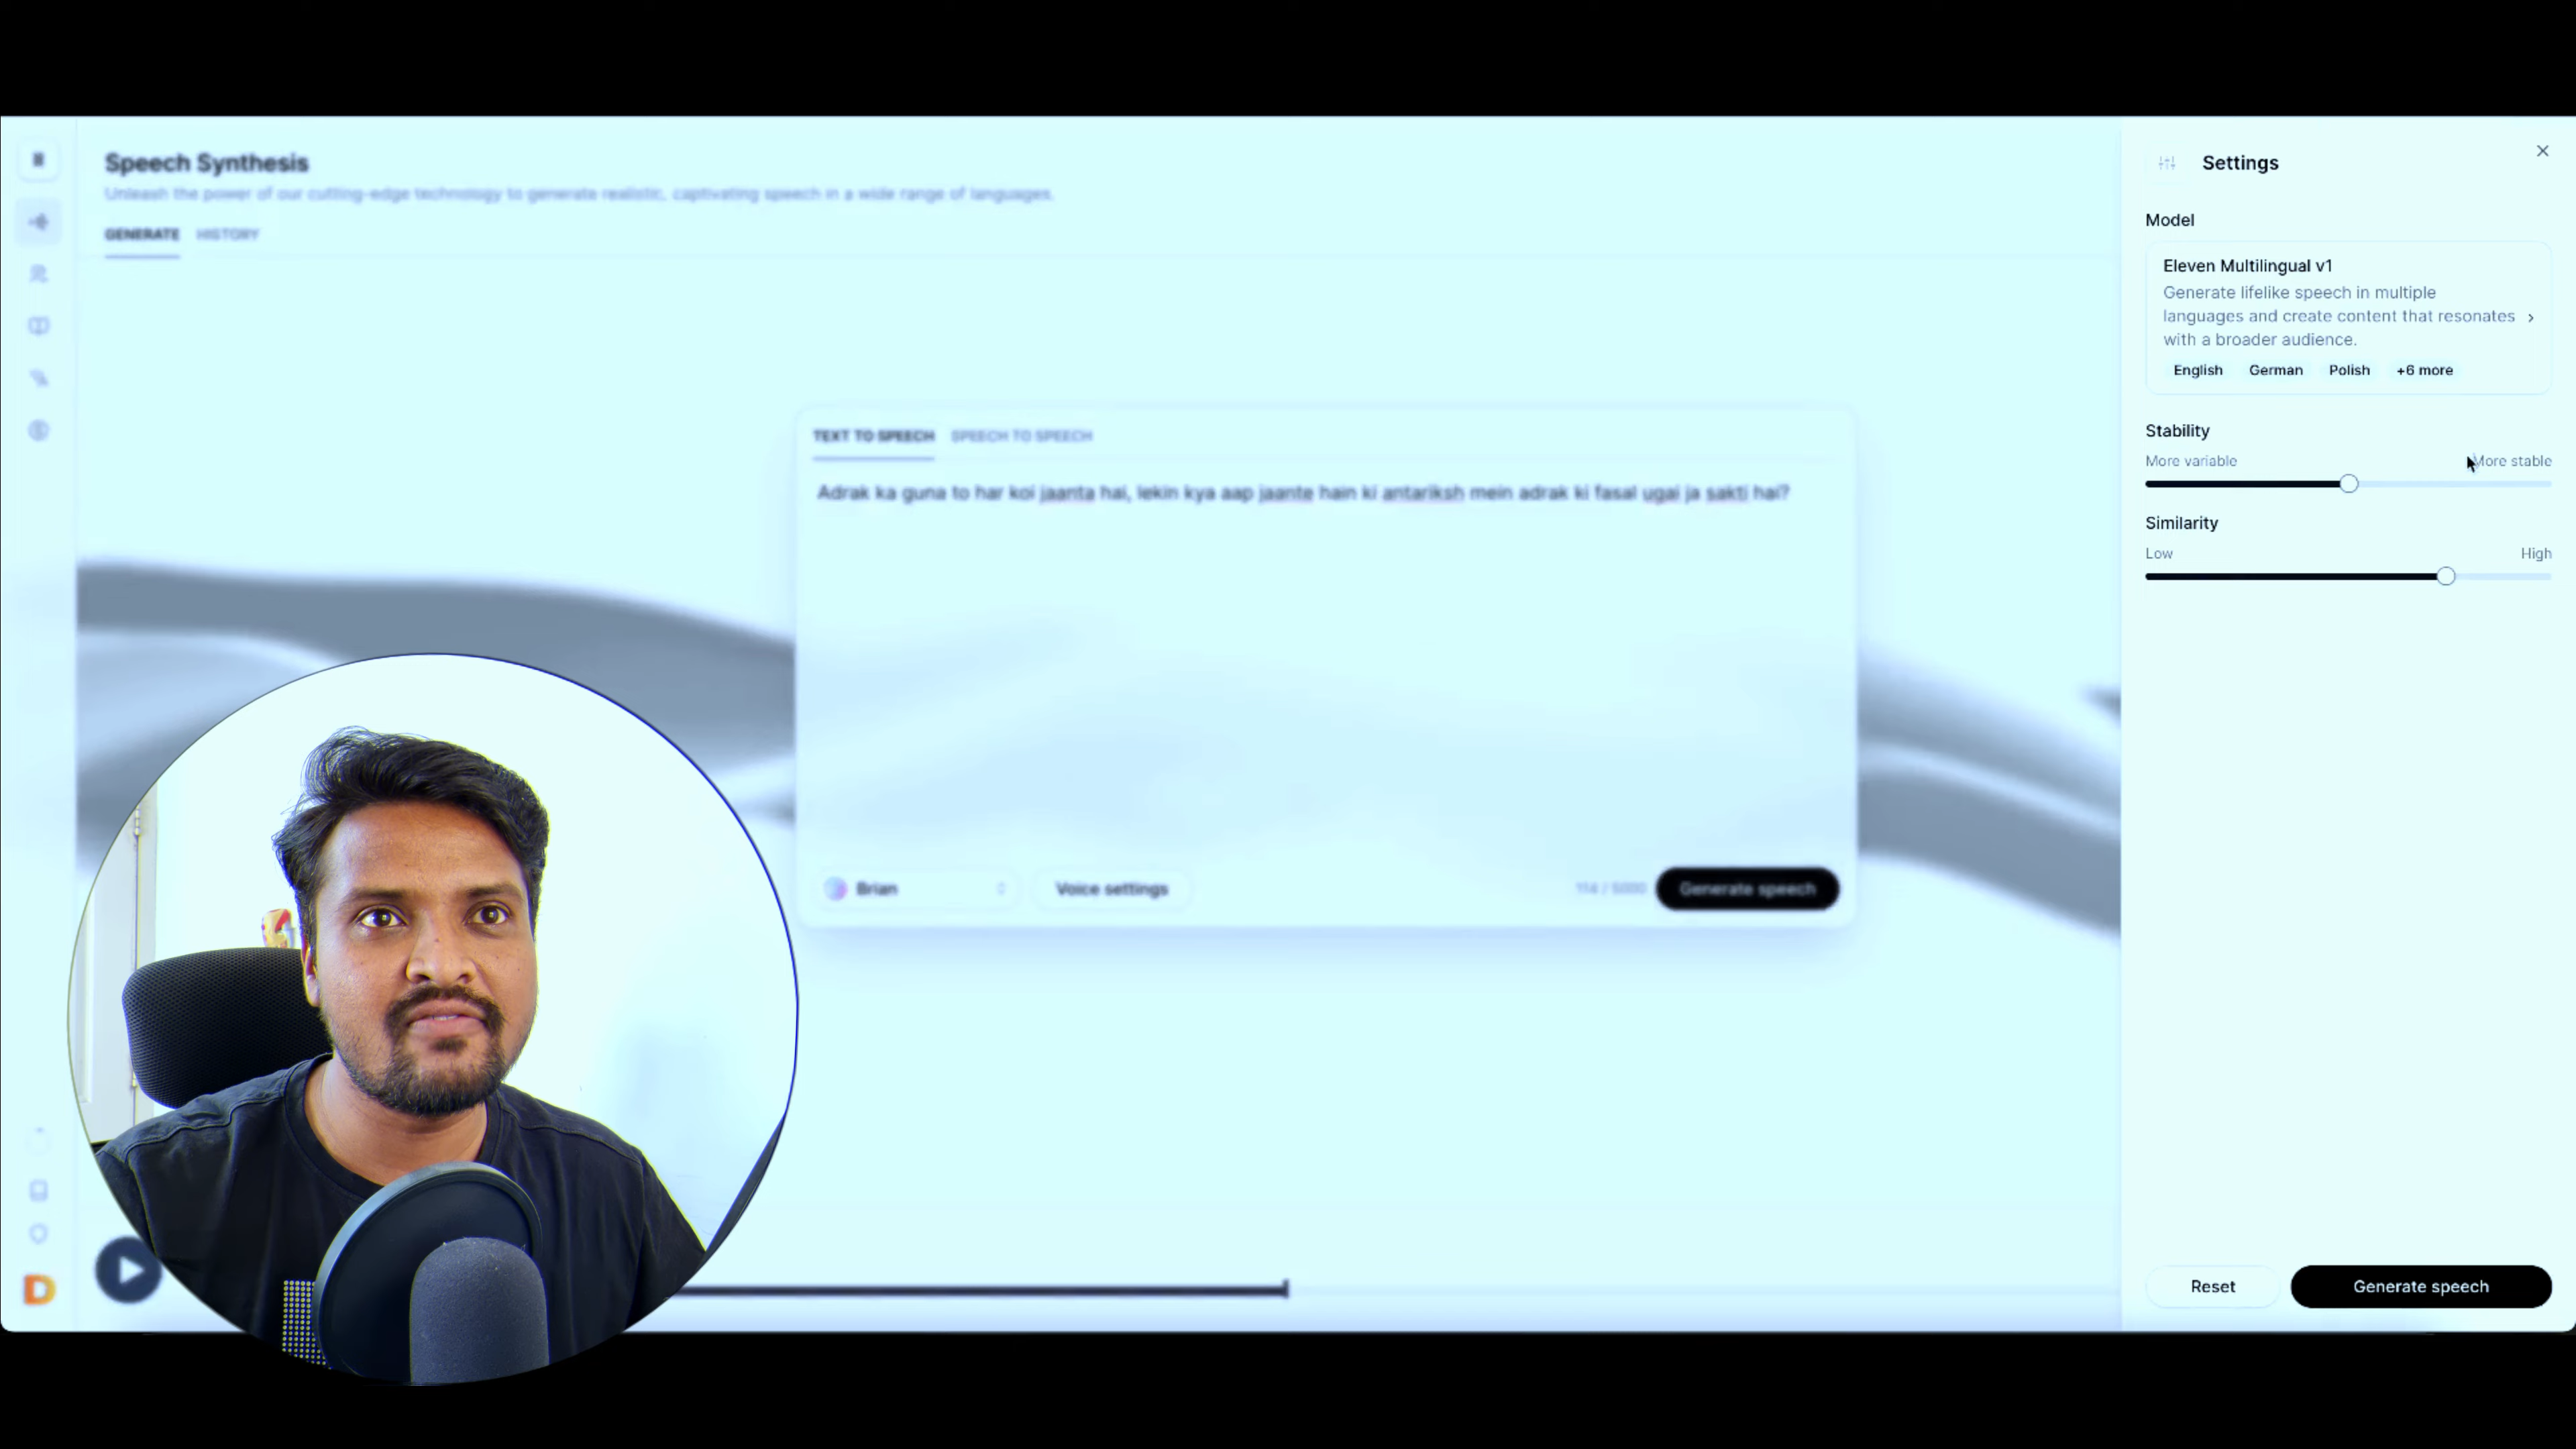 Speech Synthesis
Unleash the power of our cutting-edge technology to generate realistic, captivating speech in a wide range of languages.
GENERATE HISTORY
TEXT TO SPEECH SPEECH TO SPEECH
Adrak ka guna to har koi jaanta hai, lekin kya aap jaante hain ki antariksh mein adrak ki fasal ugai ja sakti hai?
Brian
Voice settings
114 / 5000
Generate speech
D
Settings
Model
Eleven Multilingual v1
Generate lifelike speech in multiple
languages and create content that resonates
with a broader audience.
English German Polish +6 more
Stability
More variable More stable
Similarity
Low High
Reset Generate speech